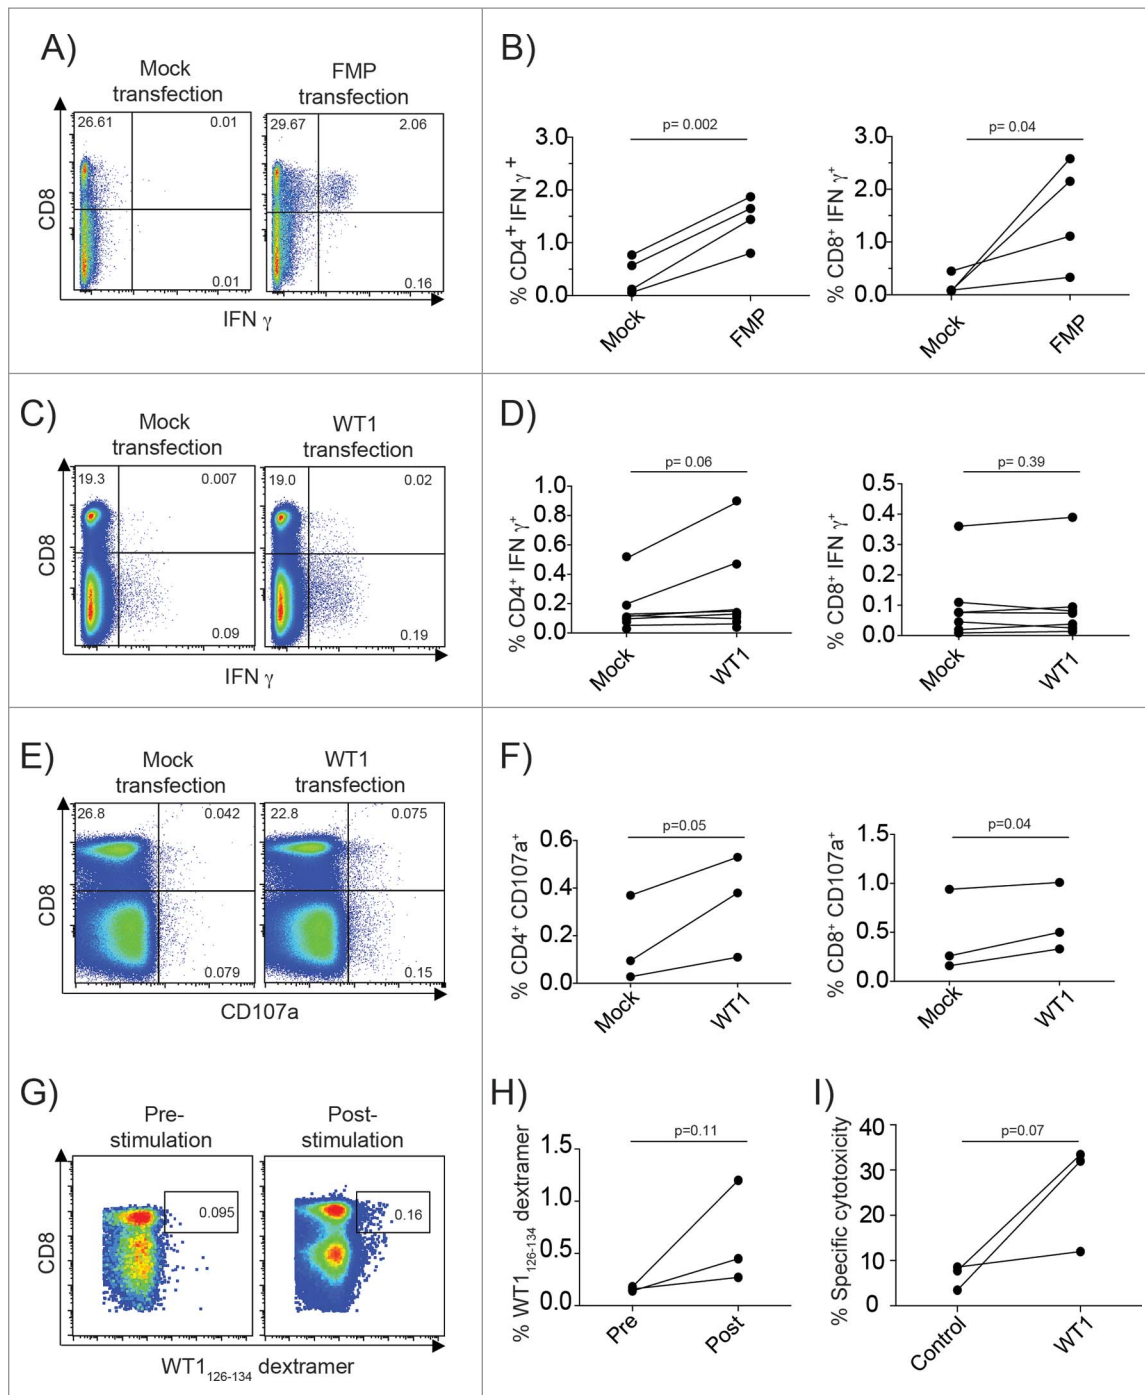 A)
Mock
transfection
FMP
transfection
26.61
0.01
29.67
2.06
CD8
0.01
0.16
IFN γ
B)
p= 0.002
3.0
2.0
1.0
0.0
% CD4+ IFN γ+
Mock
FMP
p= 0.04
3.0
2.0
1.0
0.0
% CD8+ IFN γ+
Mock
FMP
C)
Mock
transfection
WT1
transfection
19.3
0.007
19.0
0.02
CD8
0.09
0.19
IFN γ
D)
p= 0.06
1.0
0.8
0.6
0.4
0.2
0.0
% CD4+ IFN γ+
Mock
WT1
p= 0.39
0.5
0.4
0.3
0.2
0.1
0.0
% CD8+ IFN γ+
Mock
WT1
E)
Mock
transfection
WT1
transfection
26.8
0.042
22.8
0.075
CD8
0.079
0.15
CD107a
F)
p=0.05
0.6
0.4
0.2
0.0
% CD4+ CD107a+
Mock
WT1
p=0.04
1.5
1.0
0.5
0.0
% CD8+ CD107a+
Mock
WT1
G)
Pre-
stimulation
Post-
stimulation
0.095
0.16
CD8
WT1126-134 dextramer
H)
p=0.11
1.5
1.0
0.5
0.0
% WT1126-134 dextramer
Pre
Post
I)
p=0.07
40
30
20
10
0
% Specific cytotoxicity
Control
WT1